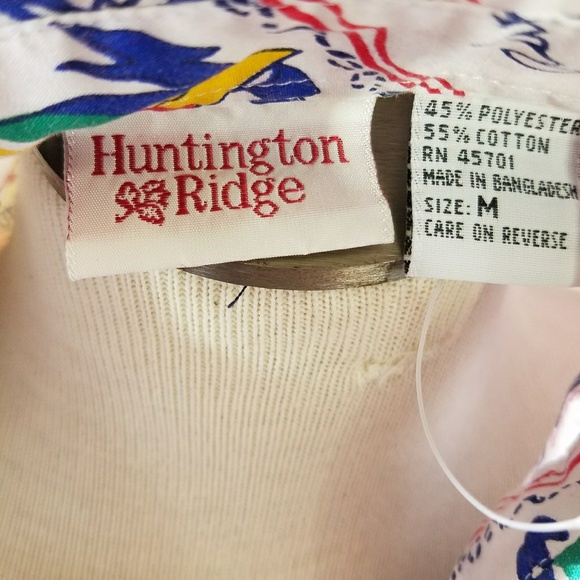 Huntington
Ridge
45% POLYESTER
55% COTTON
RN 45701
MADE IN BANGLADESH
SIZE: M
CARE ON REVERSE